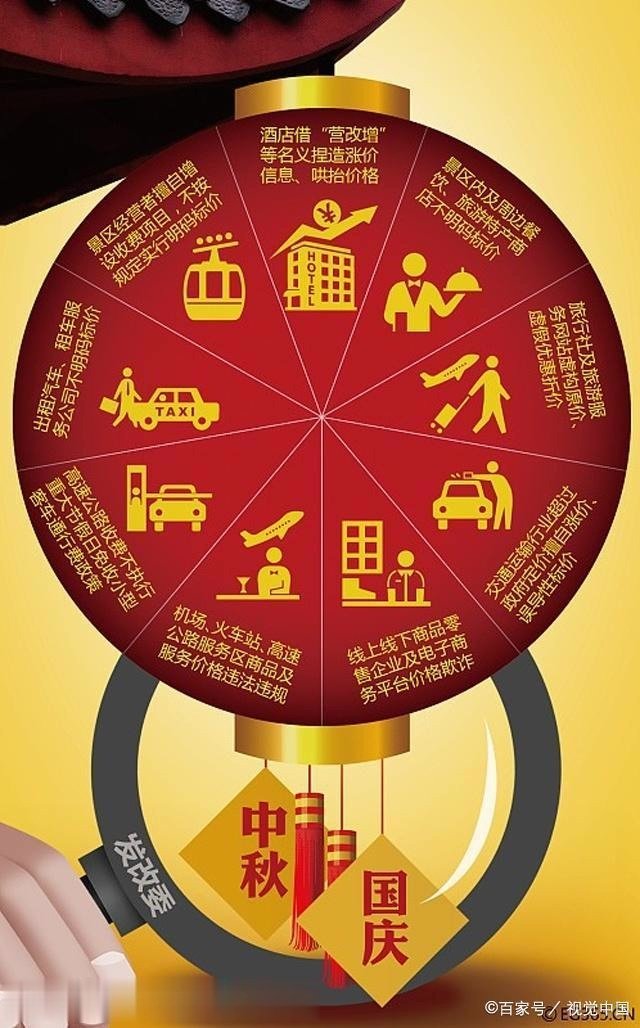 酒店借“营改增”
等名义捏造涨价
信息、哄抬价格
HOTEL
景区内及周边餐
饮、旅游特产商
店不明码标价
旅行社及旅游服
务网站虚构原价、
虚假优惠折价
交通运输行业超过
政府定价擅自涨价、
误导性标价
线上线下商品零
售企业及电子商
务平台价格欺诈
机场、火车站、高速
公路服务区商品及
服务价格违法违规
高速公路收费不执行
重大节假日免收小型
客车通行费政策
出租汽车、租车服
务公司不明码标价
TAXI
景区经营者擅自增
设收费项目，不按
规定实行明码标价
中秋
国庆
发改委
©百家号／视觉中国